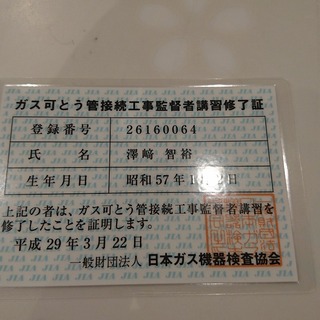 ガス可とう管接続工事監督者講習修了証
登録番号 26160064
氏名 澤﨑 智裕
生年月日 昭和57年
上記の者は、ガス可とう管接続工事監督者講習を
修了したことを証明します。
平成29年3月22日
一般財団法人 日本ガス機器検査協会